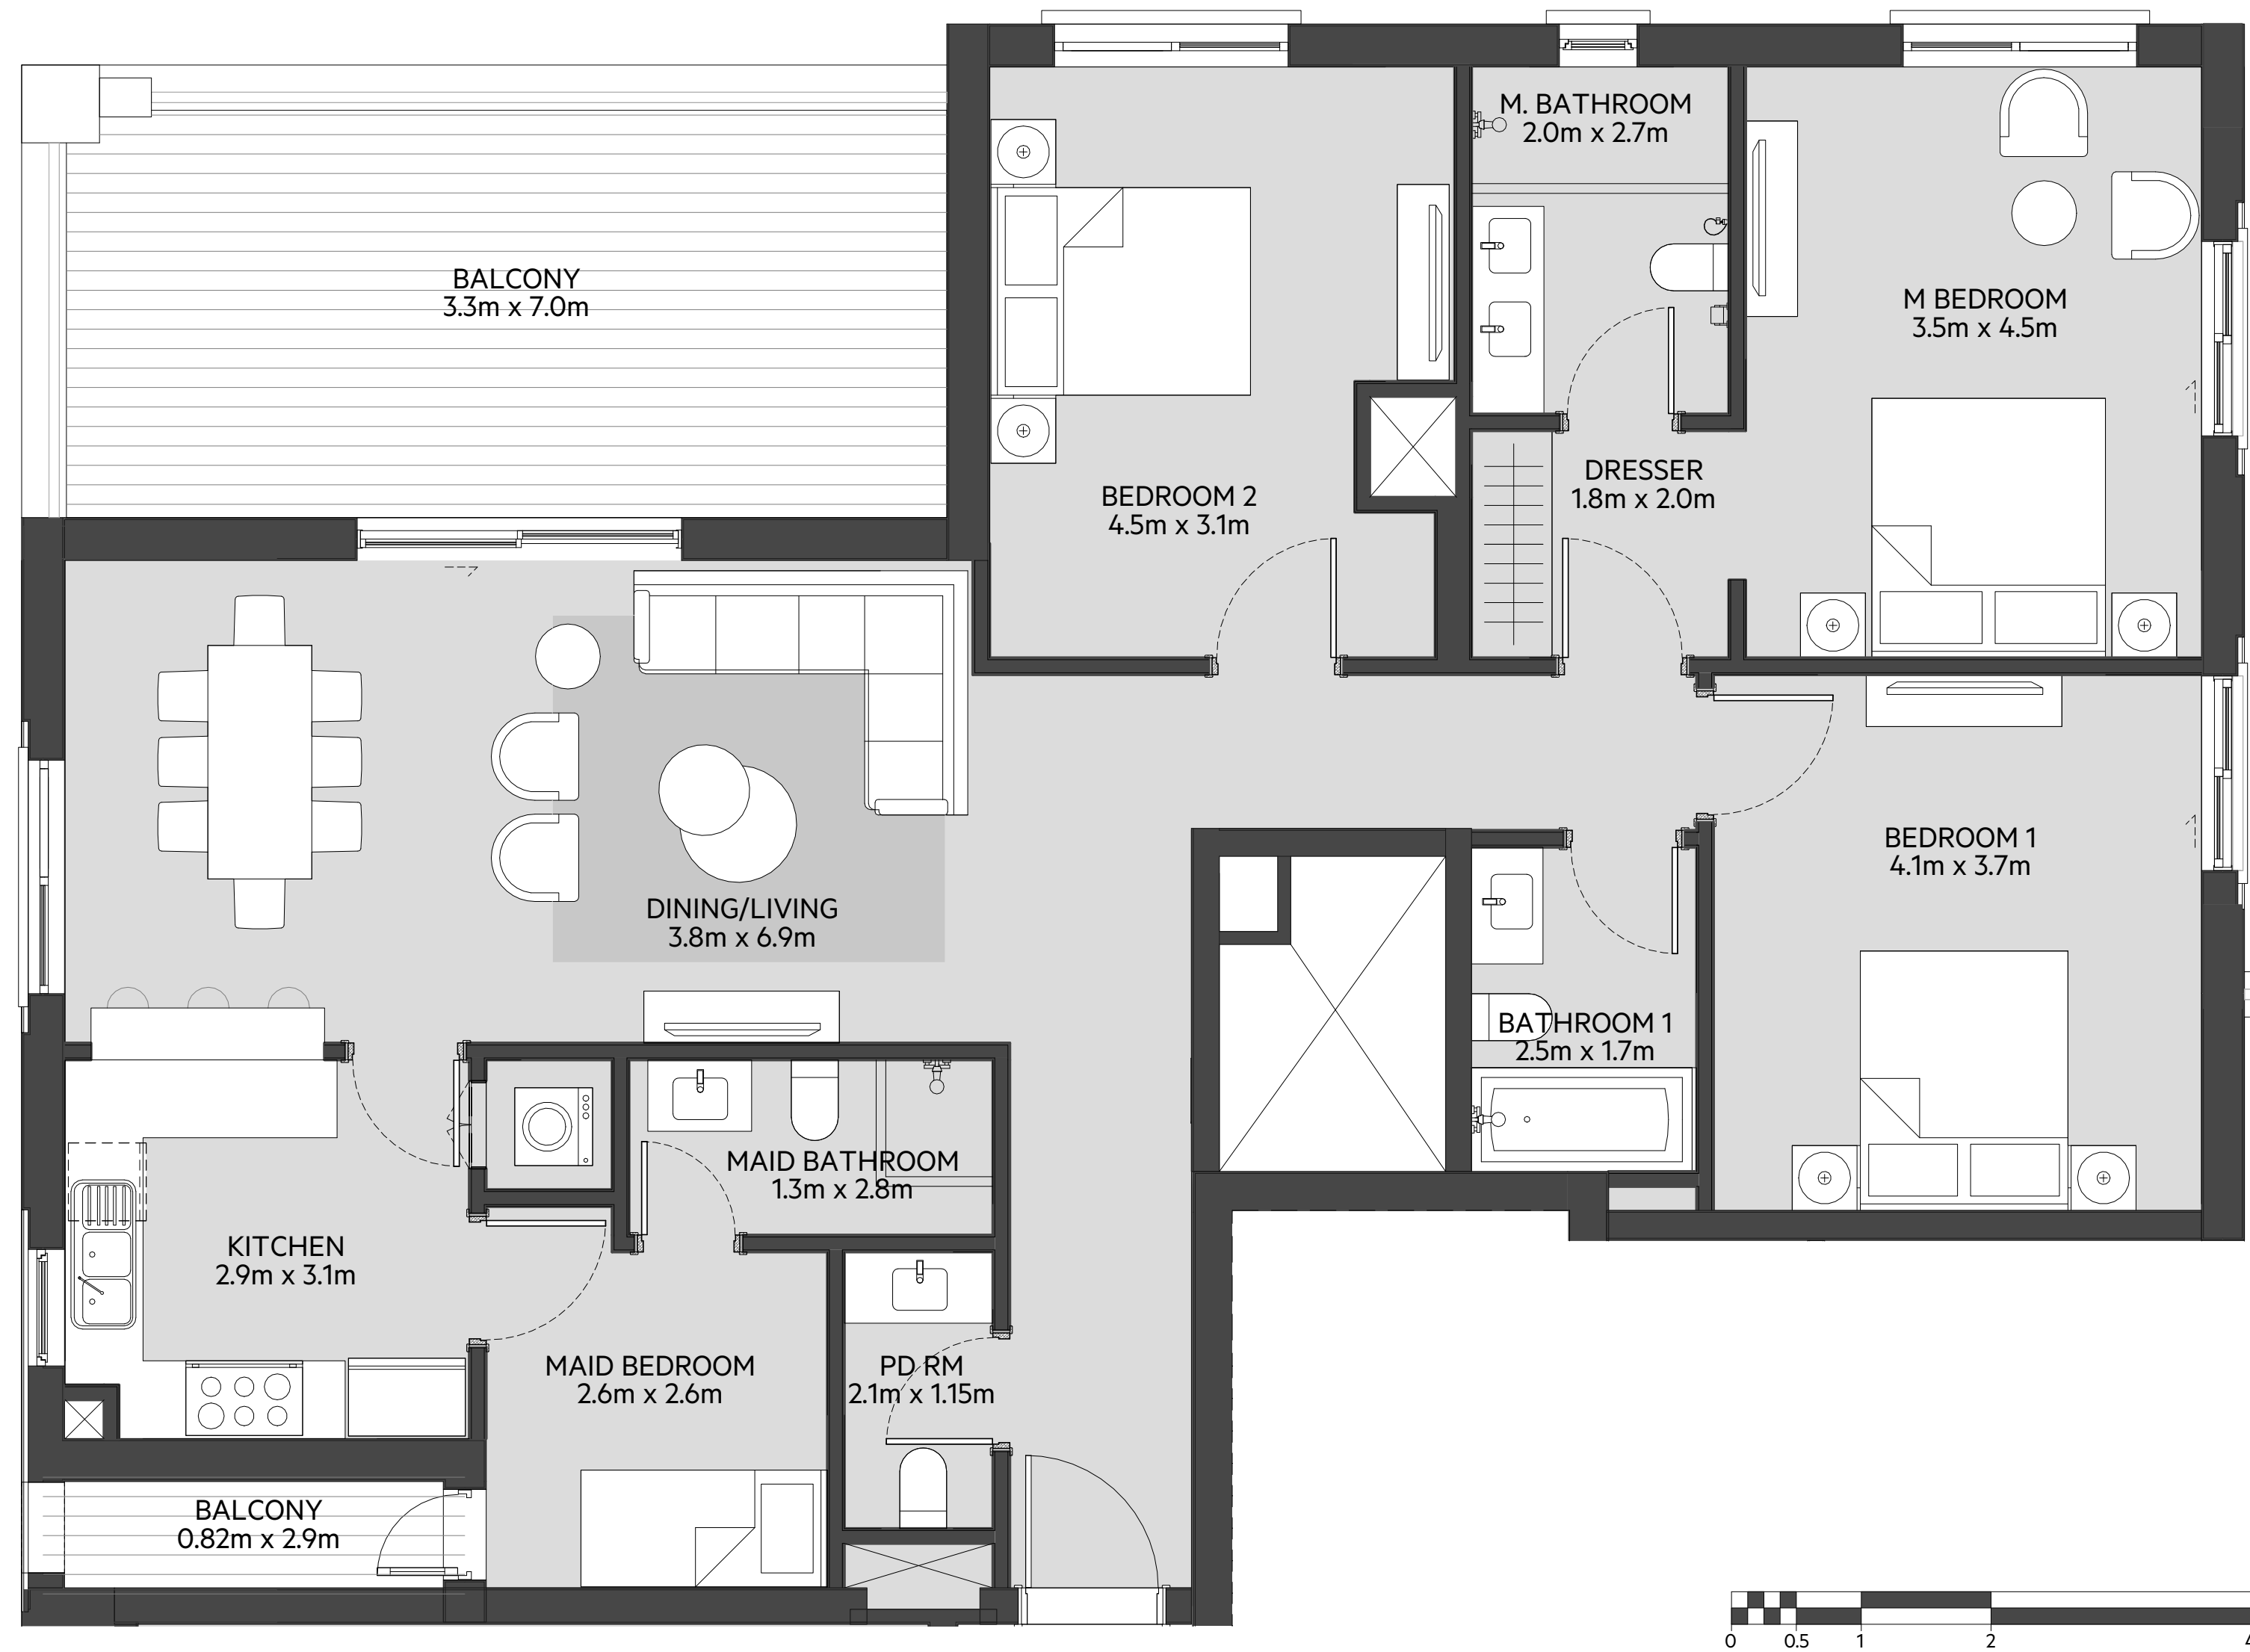 M. BATHROOM
2.0m x 2.7m
BALCONY
3.3m x 7.0m
M BEDROOM
3.5m x 4.5m
BEDROOM 2
4.5m x 3.1m
DRESSER
1.8m x 2.0m
DINING/LIVING
3.8m x 6.9m
BEDROOM 1
4.1m x 3.7m
BATHROOM 1
2.5m x 1.7m
MAID BATHROOM
1.3m x 2.8m
KITCHEN
2.9m x 3.1m
MAID BEDROOM
2.6m x 2.6m
PD RM
2.1m x 1.15m
BALCONY
0.82m x 2.9m
0 0.5 1 2